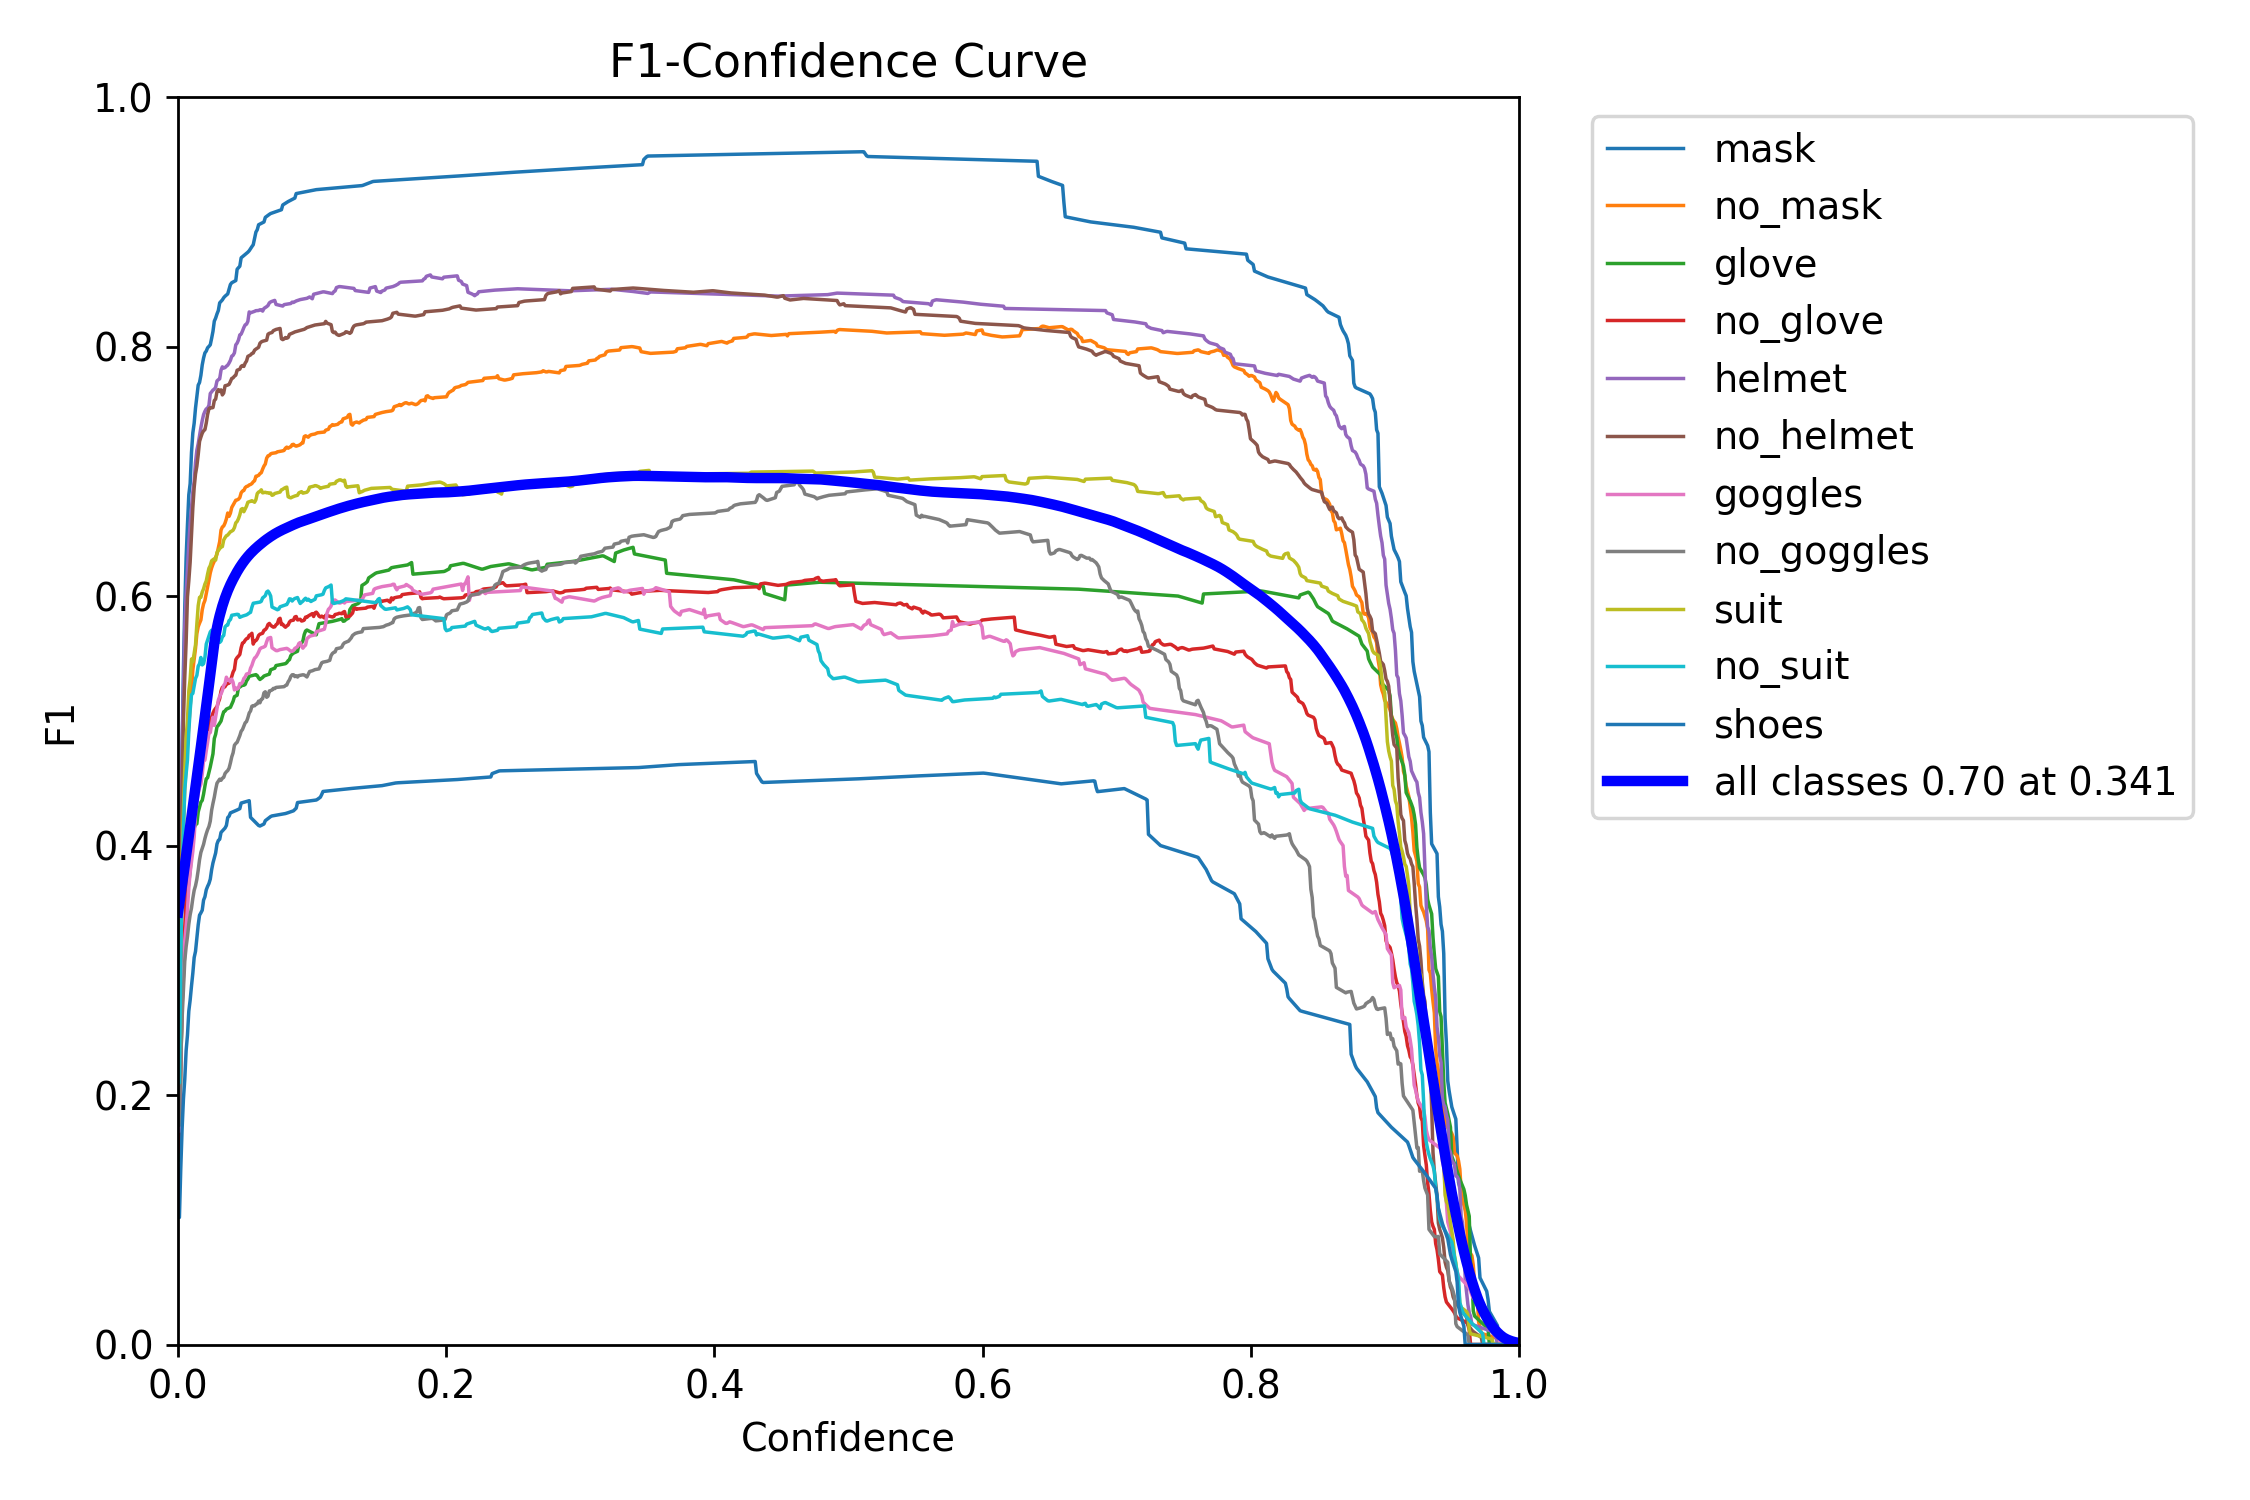 F1-Confidence Curve
1.0
0.8
0.6
0.4
0.2
0.0
F1
0.0 0.2 0.4 0.6 0.8 1.0
Confidence
mask
no_mask
glove
no_glove
helmet
no_helmet
goggles
no_goggles
suit
no_suit
shoes
all classes 0.70 at 0.341